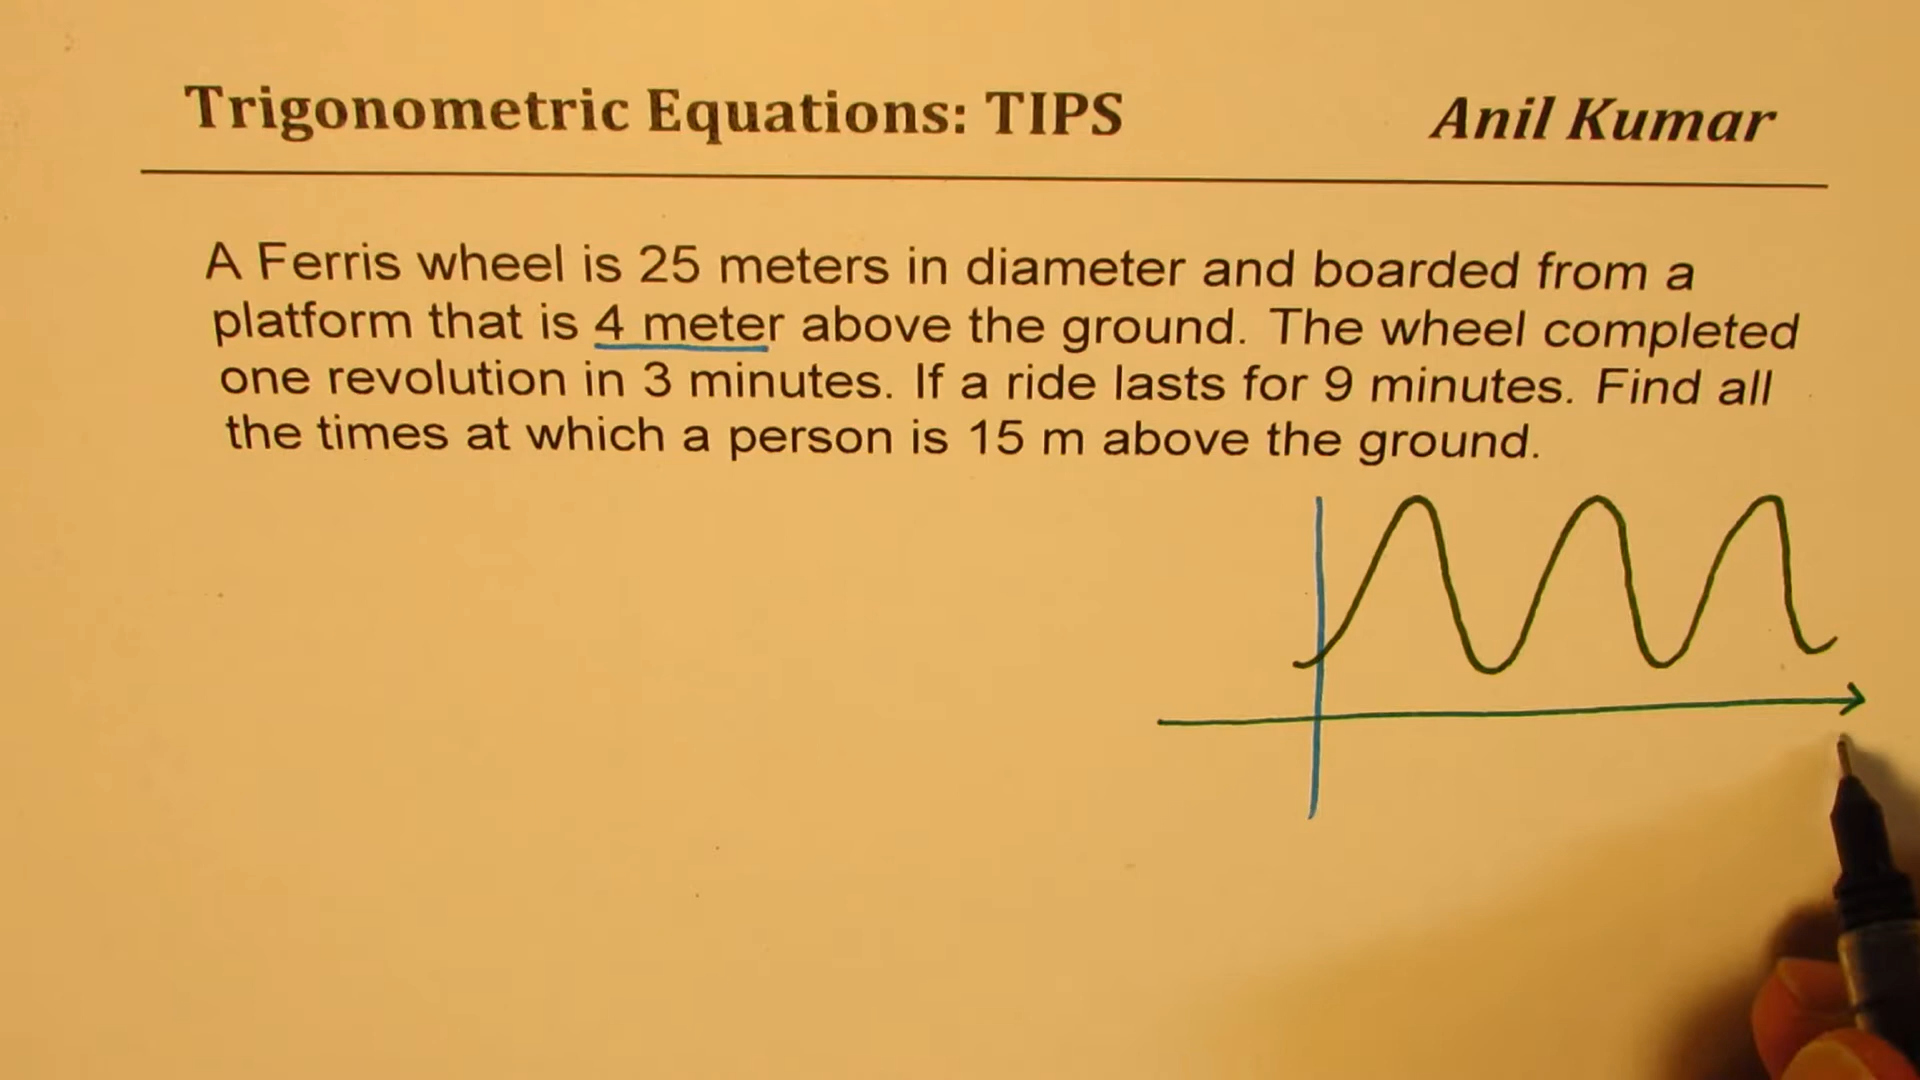 Trigonometric Equations: TIPS Anil Kumar
A Ferris wheel is 25 meters in diameter and boarded from a
platform that is 4 meter above the ground. The wheel completed
one revolution in 3 minutes. If a ride lasts for 9 minutes. Find all
the times at which a person is 15 m above the ground.